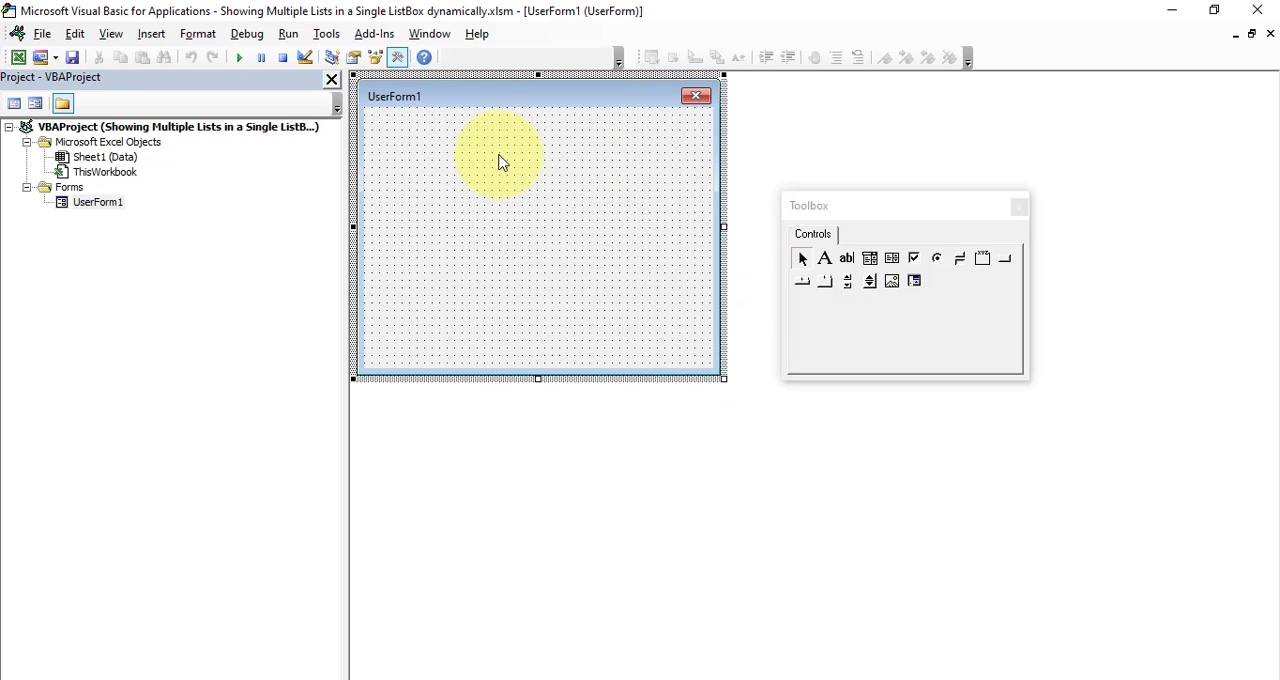 Microsoft Visual Basic for Applications - Showing Multiple Lists in a Single ListBox dynamically.xlsm - [UserForm1 (UserForm)]
File Edit View Insert Format Debug Run Tools Add-Ins Window Help
Project - VBAProject
UserForm1
VBAProject (Showing Multiple Lists in a Single ListB...)
Microsoft Excel Objects
Sheet1 (Data)
ThisWorkbook
Forms
UserForm1
Toolbox
Controls
A ab|